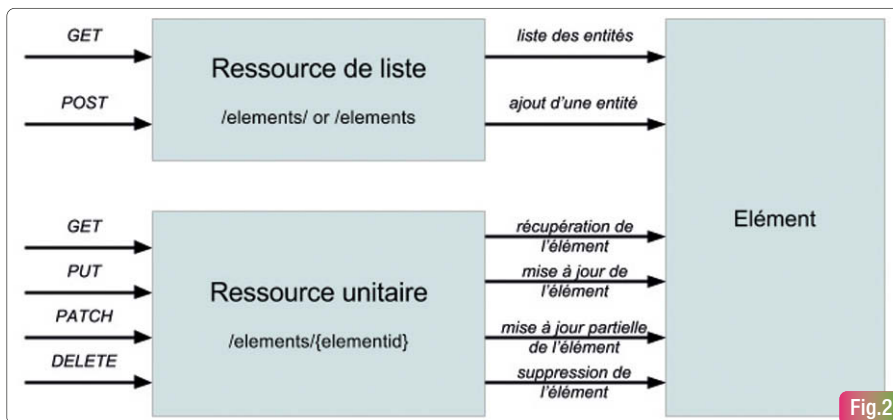 GET
liste des entités
Ressource de liste
POST
ajout d'une entité
/elements/ or /elements
Elément
GET
récupération de
l'élément
PUT
mise à jour de
l'élément
Ressource unitaire
PATCH
mise à jour partielle
de l'élément
/elements/{elementid}
DELETE
suppression de
l'élément
Fig.2